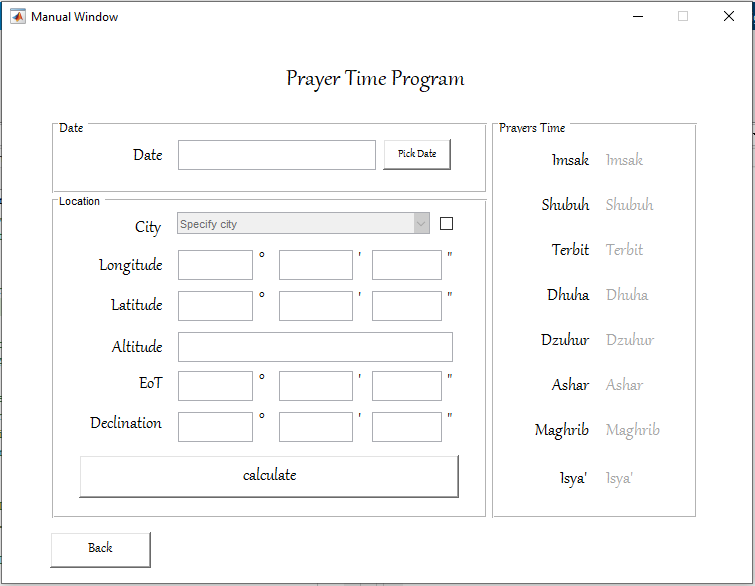 Manual Window
Prayer Time Program
Date
Date
Pick Date
Location
City
Specify city
Longitude ° ' "
Latitude ° ' "
Altitude
EoT ° ' "
Declination ° ' "
calculate
Prayers Time
Imsak Imsak
Shubuh Shubuh
Terbit Terbit
Dhuha Dhuha
Dzuhur Dzuhur
Ashar Ashar
Maghrib Maghrib
Isya' Isya'
Back